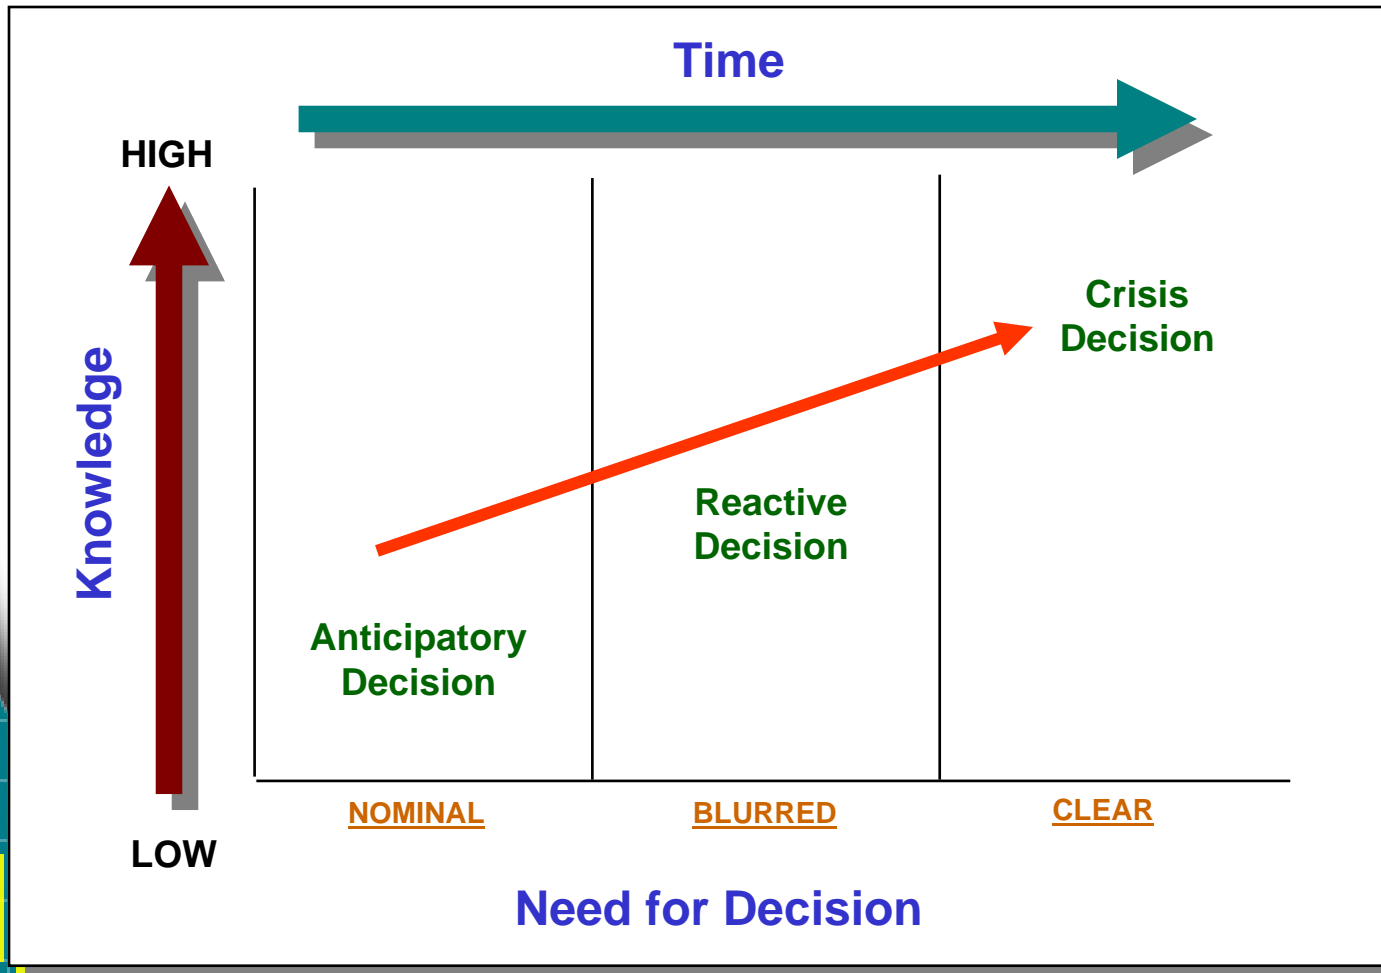 Time
HIGH
Knowledge
Crisis
Decision
Reactive
Decision
Anticipatory
Decision
NOMINAL
BLURRED
CLEAR
LOW
Need for Decision